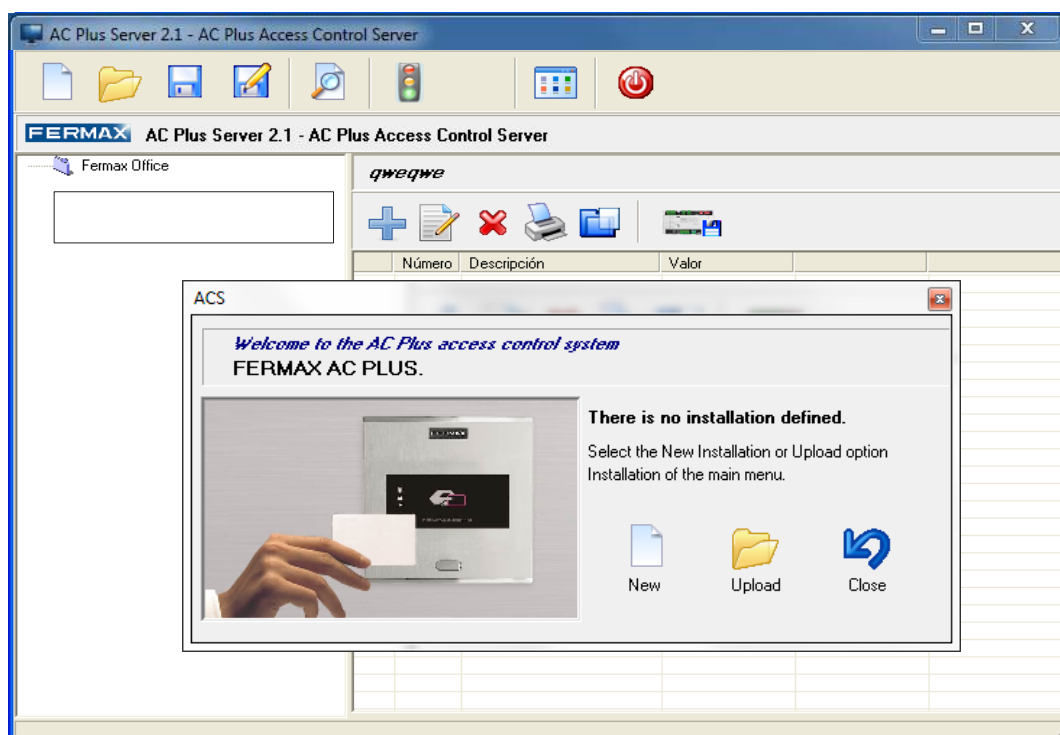 AC Plus Server 2.1 - AC Plus Access Control Server
FERMAX AC Plus Server 2.1 - AC Plus Access Control Server
Fermax Office
qweqwe
Número Descripción Valor
ACS
Welcome to the AC Plus access control system
FERMAX AC PLUS.
FERMAX
There is no installation defined.
Select the New Installation or Upload option
Installation of the main menu.
New Upload Close